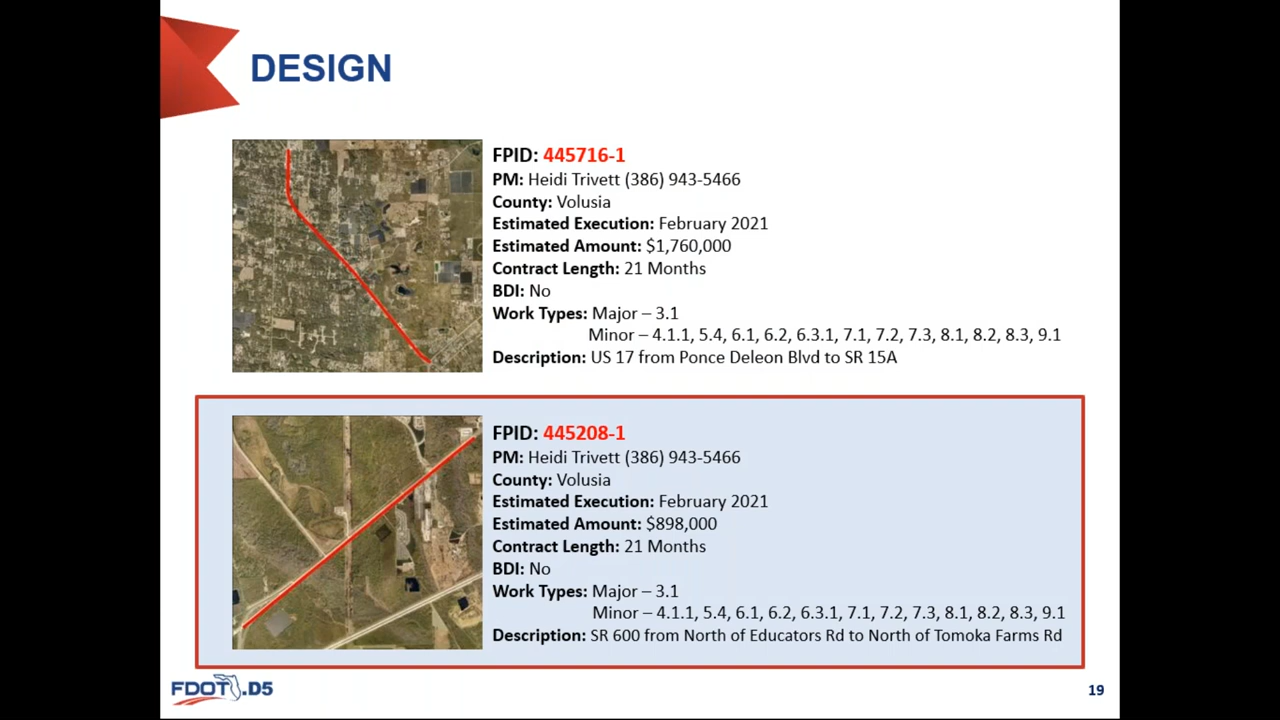 DESIGN
FPID: 445716-1
PM: Heidi Trivett (386) 943-5466
County: Volusia
Estimated Execution: February 2021
Estimated Amount: $1,760,000
Contract Length: 21 Months
BDI: No
Work Types: Major – 3.1
Minor – 4.1.1, 5.4, 6.1, 6.2, 6.3.1, 7.1, 7.2, 7.3, 8.1, 8.2, 8.3, 9.1
Description: US 17 from Ponce Deleon Blvd to SR 15A
FPID: 445208-1
PM: Heidi Trivett (386) 943-5466
County: Volusia
Estimated Execution: February 2021
Estimated Amount: $898,000
Contract Length: 21 Months
BDI: No
Work Types: Major – 3.1
Minor – 4.1.1, 5.4, 6.1, 6.2, 6.3.1, 7.1, 7.2, 7.3, 8.1, 8.2, 8.3, 9.1
Description: SR 600 from North of Educators Rd to North of Tomoka Farms Rd
FDOT.D5
19